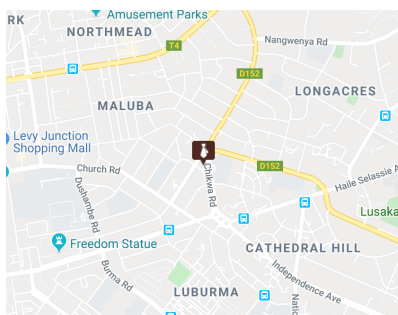 Amusement Parks
RK
NORTHMEAD
Nangwenya Rd
T4
D152
LONGACRES
MALUBA
Levy Junction
Shopping Mall
Church Rd
Chikwa Rd
D152
Haile Selassie A
Dushambe Rd
Lusaka
Freedom Statue
CATHEDRAL HILL
Burma Rd
Independence Ave
LUBURMA
Natio